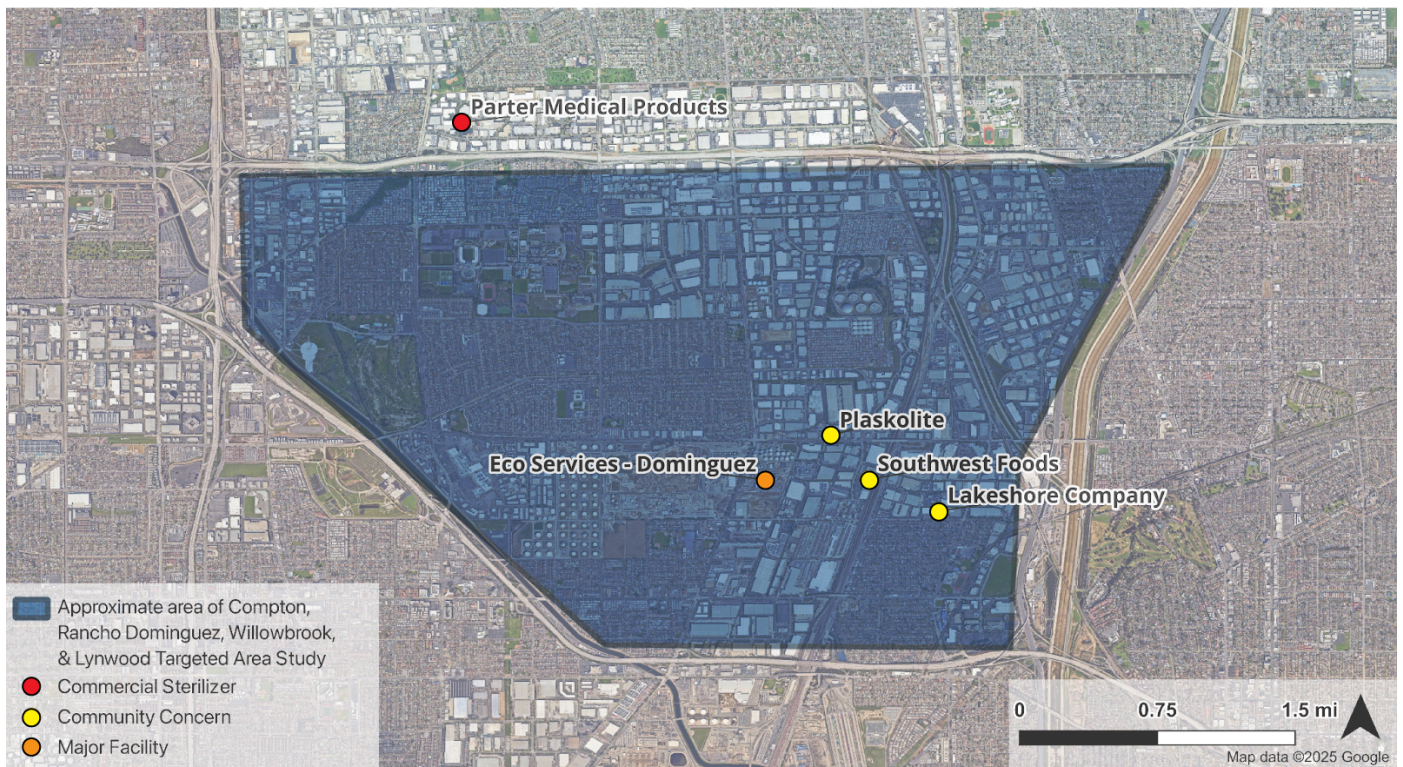 Parter Medical Products
Plaskolite
Eco Services - Dominguez
Southwest Foods
Lakeshore Company
Approximate area of Compton,
Rancho Dominguez, Willowbrook,
& Lynwood Targeted Area Study
Commercial Sterilizer
Community Concern
Major Facility
0 0.75 1.5 mi
Map data ©2025 Google